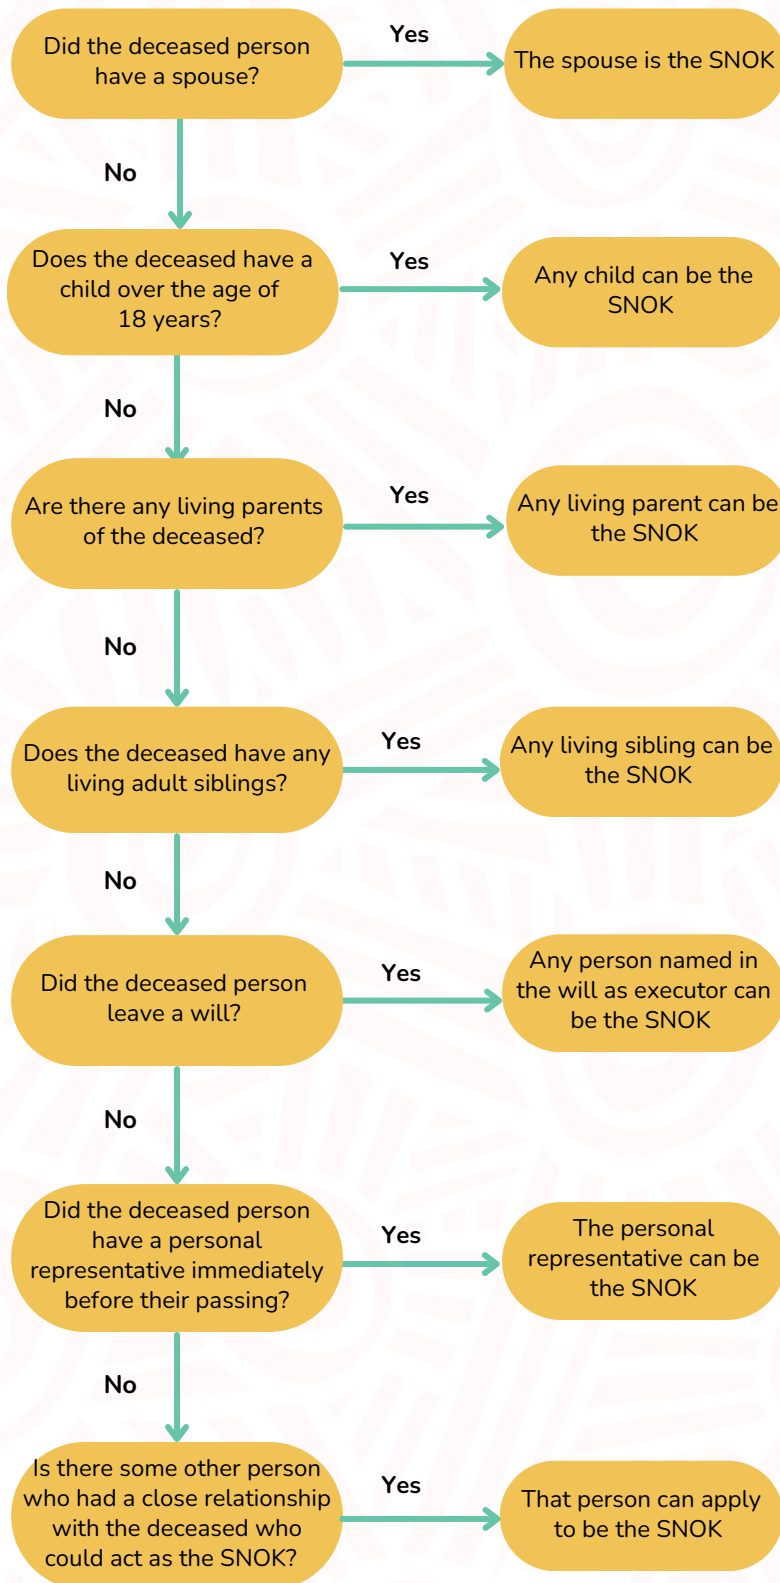 Did the deceased person
have a spouse?
Yes
The spouse is the SNOK
No
Does the deceased have a
child over the age of
18 years?
Yes
Any child can be the
SNOK
No
Are there any living parents
of the deceased?
Yes
Any living parent can be
the SNOK
No
Does the deceased have any
living adult siblings?
Yes
Any living sibling can be
the SNOK
No
Did the deceased person
leave a will?
Yes
Any person named in
the will as executor can
be the SNOK
No
Did the deceased person
have a personal
representative immediately
before their passing?
Yes
The personal
representative can be
the SNOK
No
Is there some other person
who had a close relationship
with the deceased who
could act as the SNOK?
Yes
That person can apply
to be the SNOK